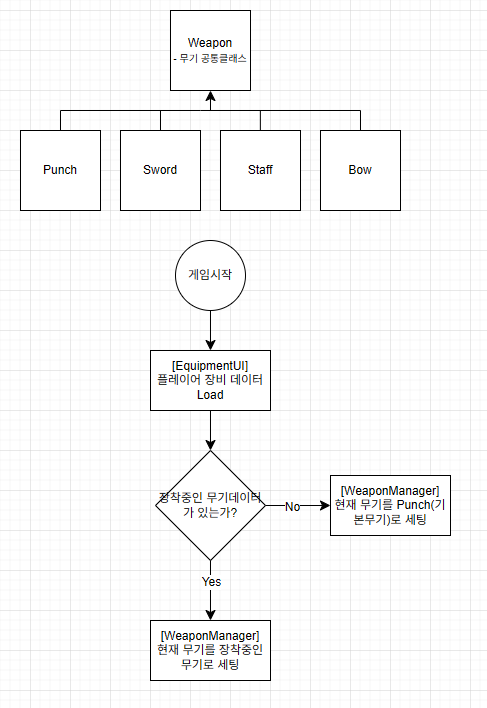 Weapon
- 무기 공통클래스
Punch
Sword
Staff
Bow
게임시작
[EquipmentUI]
플레이어 장비 데이터
Load
장착중인 무기데이터
가 있는가?
No
[WeaponManager]
현재 무기를 Punch(기
본무기)로 세팅
Yes
[WeaponManager]
현재 무기를 장착중인
무기로 세팅